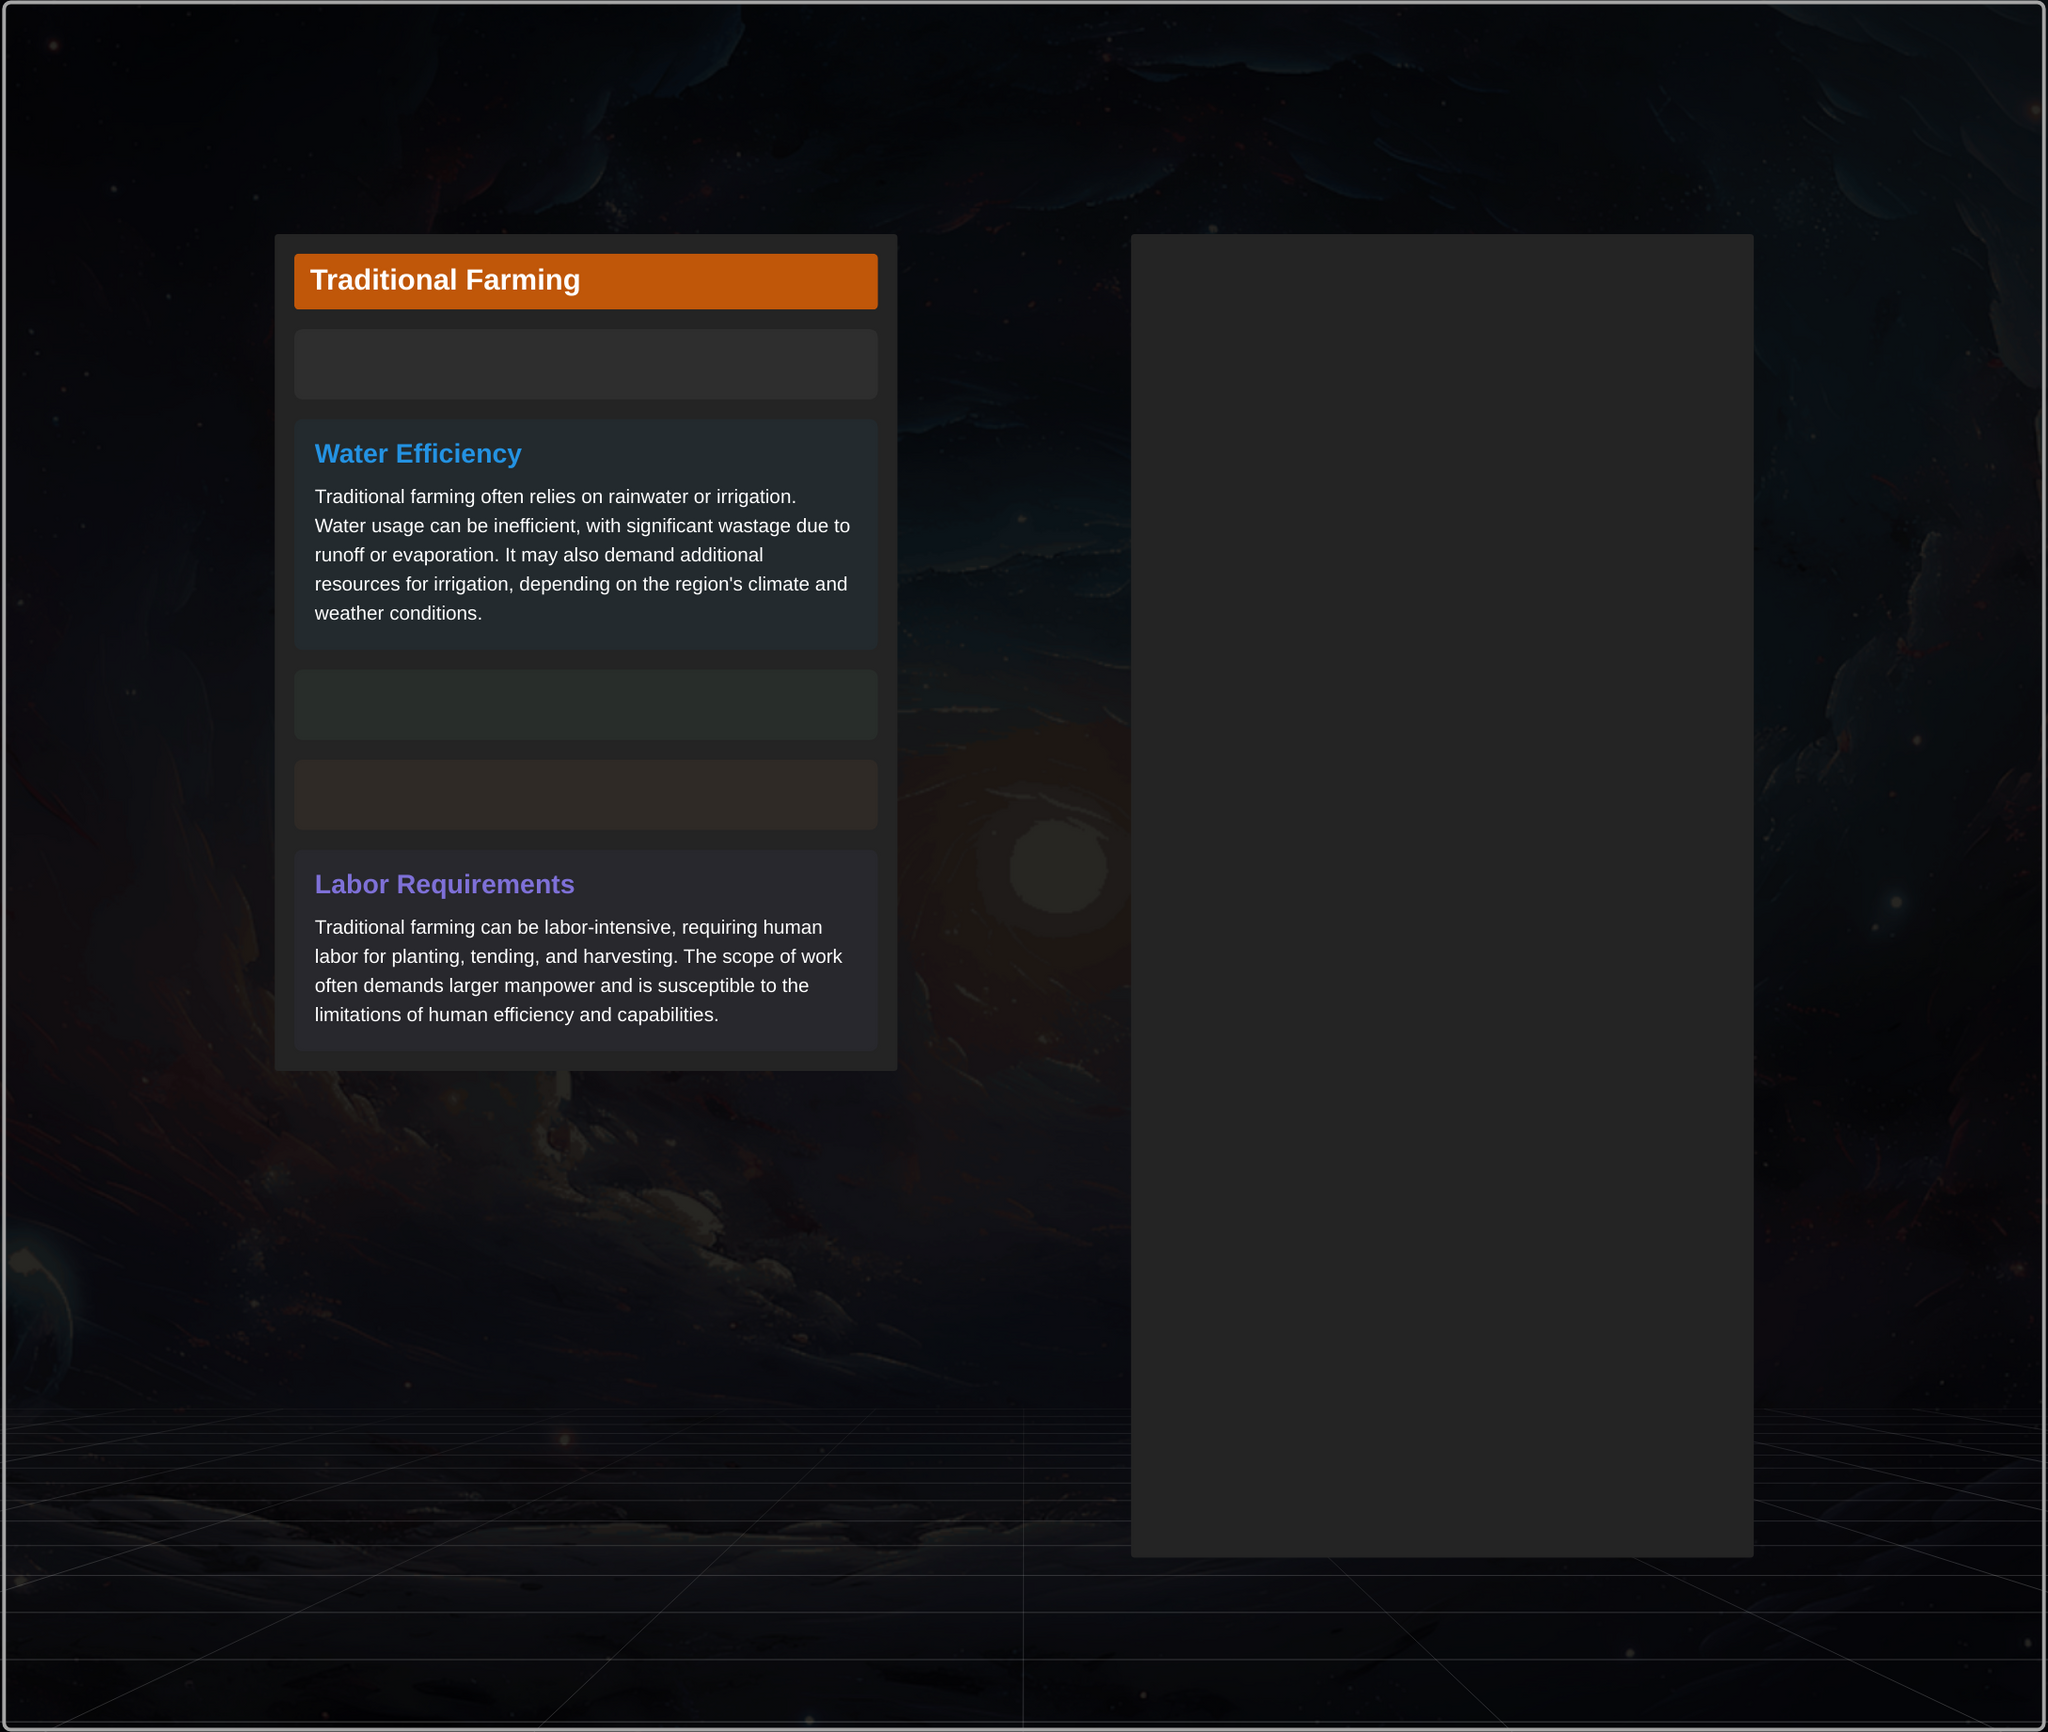 Traditional Farming
Water Efficiency
Traditional farming often relies on rainwater or irrigation.
Water usage can be inefficient, with significant wastage due to
runoff or evaporation. It may also demand additional
resources for irrigation, depending on the region's climate and
weather conditions.
Labor Requirements
Traditional farming can be labor-intensive, requiring human
labor for planting, tending, and harvesting. The scope of work
often demands larger manpower and is susceptible to the
limitations of human efficiency and capabilities.